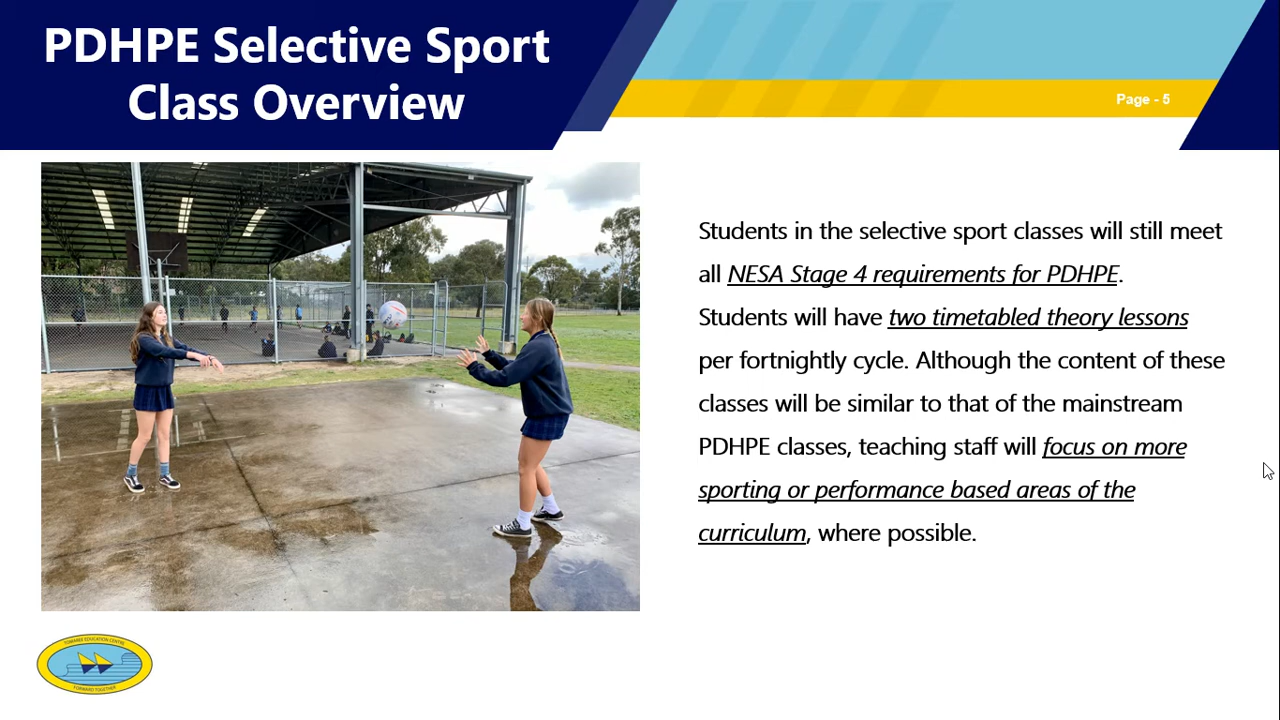 PDHPE Selective Sport
Class Overview
Page - 5
Students in the selective sport classes will still meet
all NESA Stage 4 requirements for PDHPE.
Students will have two timetabled theory lessons
per fortnightly cycle. Although the content of these
classes will be similar to that of the mainstream
PDHPE classes, teaching staff will focus on more
sporting or performance based areas of the
curriculum, where possible.
TOMAREE EDUCATION CENTRE
FORWARD TOGETHER